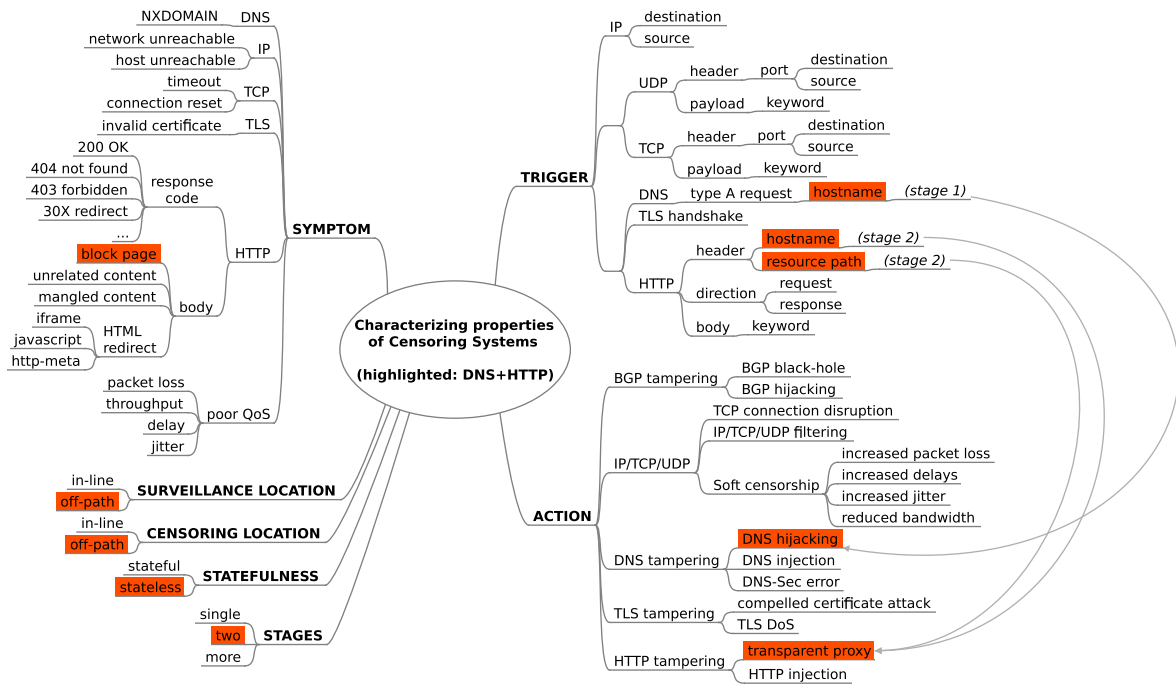 Characterizing properties
of Censoring Systems
(highlighted: DNS+HTTP)
SYMPTOM
DNS
NXDOMAIN
IP
network unreachable
host unreachable
TCP
timeout
connection reset
TLS
invalid certificate
HTTP
response
code
200 OK
404 not found
403 forbidden
30X redirect
...
body
block page
unrelated content
mangled content
HTML
redirect
iframe
javascript
http-meta
poor QoS
packet loss
throughput
delay
jitter
SURVEILLANCE LOCATION
in-line
off-path
CENSORING LOCATION
in-line
off-path
STATEFULNESS
stateful
stateless
STAGES
single
two
more
TRIGGER
IP
destination
source
UDP
header
port
destination
source
payload
keyword
TCP
header
port
destination
source
payload
keyword
DNS
type A request
hostname
(stage 1)
TLS handshake
HTTP
header
hostname
(stage 2)
resource path
(stage 2)
direction
request
response
body
keyword
ACTION
BGP tampering
BGP black-hole
BGP hijacking
IP/TCP/UDP
TCP connection disruption
IP/TCP/UDP filtering
Soft censorship
increased packet loss
increased delays
increased jitter
reduced bandwidth
DNS tampering
DNS hijacking
DNS injection
DNS-Sec error
TLS tampering
compelled certificate attack
TLS DoS
HTTP tampering
transparent proxy
HTTP injection